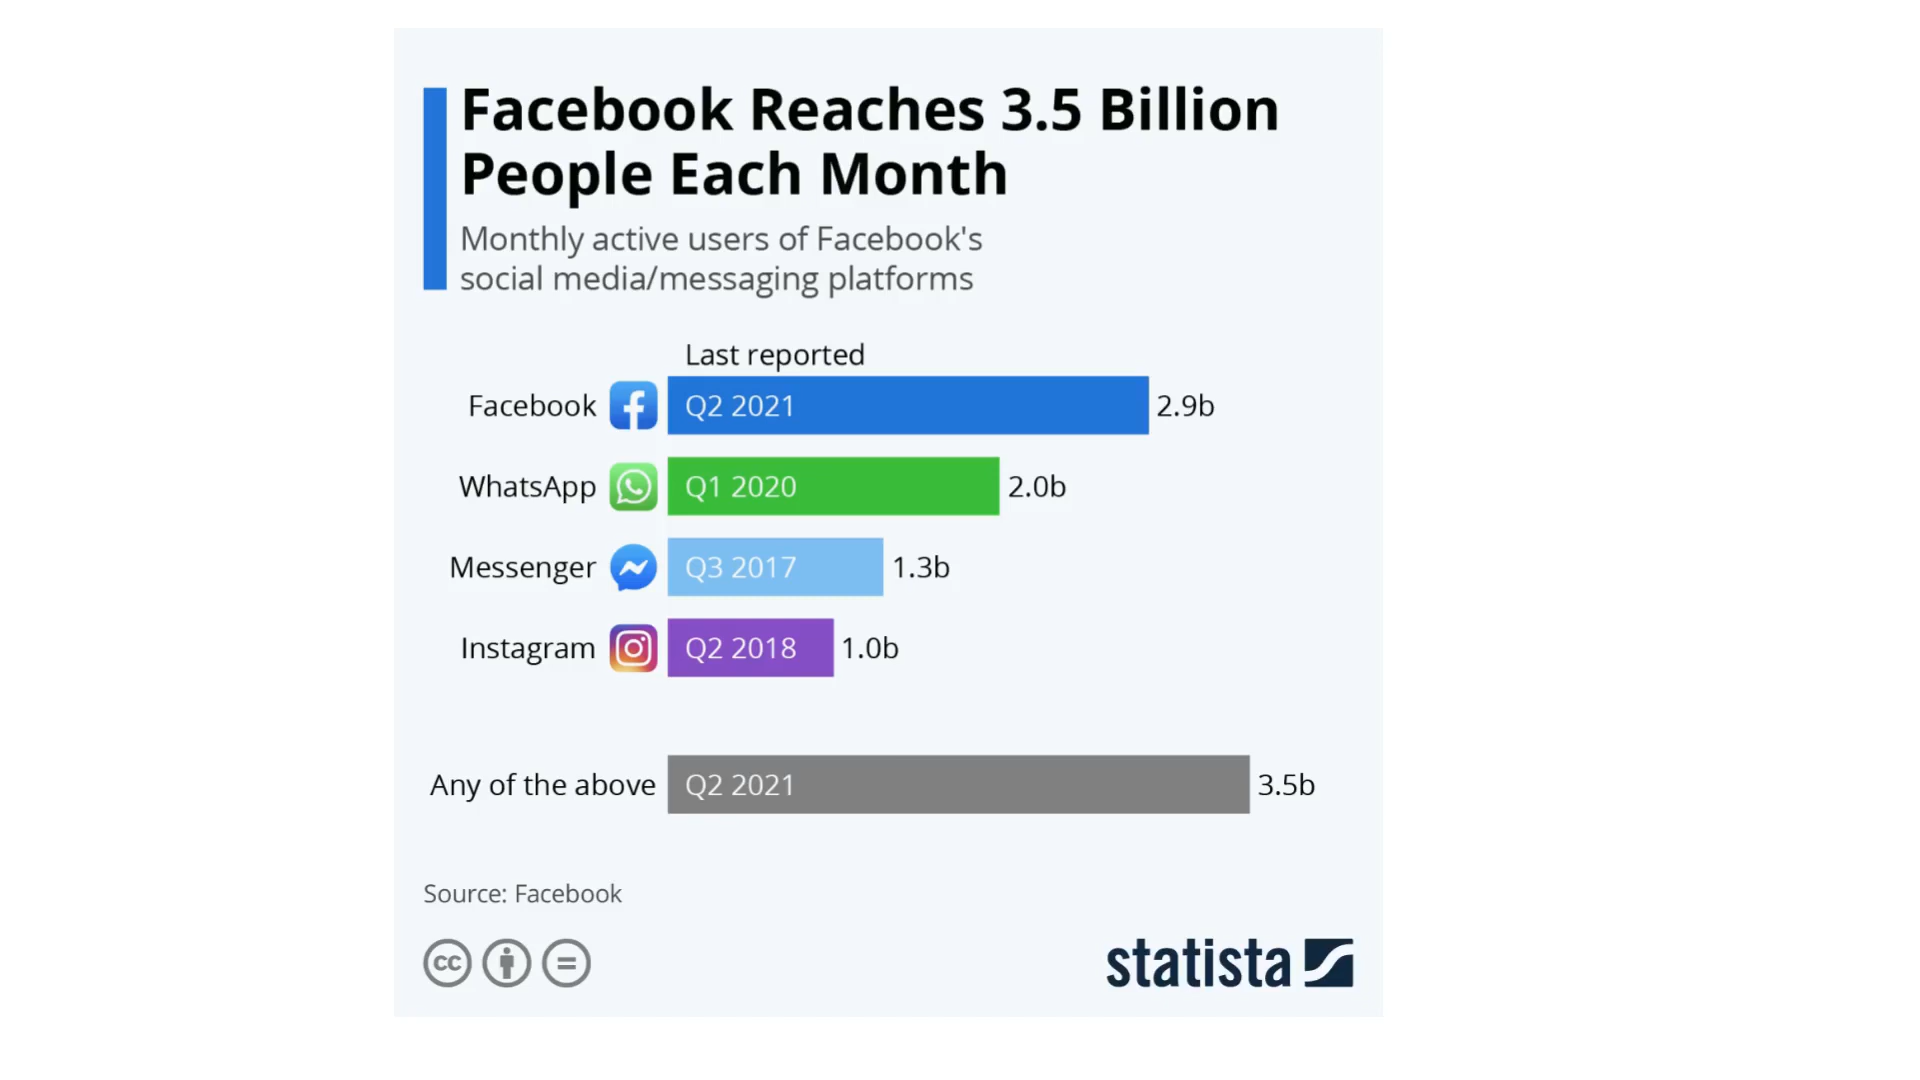 Facebook Reaches 3.5 Billion
People Each Month
Monthly active users of Facebook's
social media/messaging platforms
Last reported
Facebook Q2 2021 2.9b
WhatsApp Q1 2020 2.0b
Messenger Q3 2017 1.3b
Instagram Q2 2018 1.0b
Any of the above Q2 2021 3.5b
Source: Facebook
cc
statista